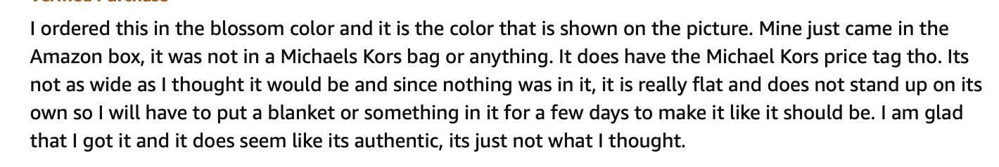 Verified Purchase
I ordered this in the blossom color and it is the color that is shown on the picture. Mine just came in the
Amazon box, it was not in a Michaels Kors bag or anything. It does have the Michael Kors price tag tho. Its
not as wide as I thought it would be and since nothing was in it, it is really flat and does not stand up on its
own so I will have to put a blanket or something in it for a few days to make it like it should be. I am glad
that I got it and it does seem like its authentic, its just not what I thought.